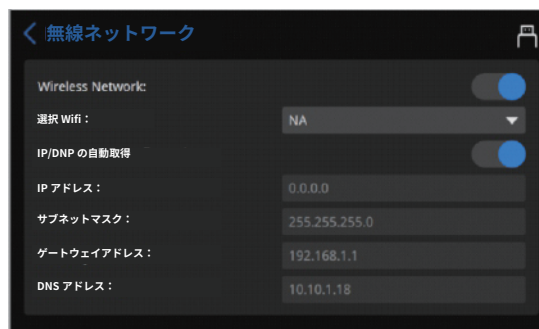 無線ネットワーク
Wireless Network:
選択 Wifi：
NA
IP/DNP の自動取得
IP アドレス：
0.0.0.0
サブネットマスク：
255.255.255.0
ゲートウェイアドレス：
192.168.1.1
DNS アドレス：
10.10.1.18